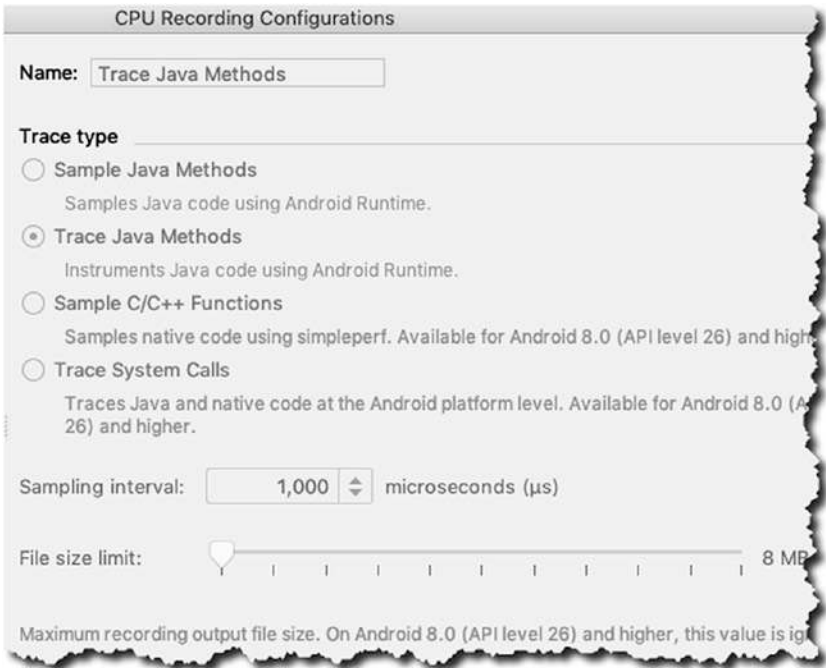 CPU Recording Configurations
Name: Trace Java Methods
Trace type
Sample Java Methods
Samples Java code using Android Runtime.
Trace Java Methods
Instruments Java code using Android Runtime.
Sample C/C++ Functions
Samples native code using simpleperf. Available for Android 8.0 (API level 26) and high
Trace System Calls
Traces Java and native code at the Android platform level. Available for Android 8.0 (A
26) and higher.
Sampling interval: 1,000 microseconds (µs)
File size limit: 8 MB
Maximum recording output file size. On Android 8.0 (API level 26) and higher, this value is ig